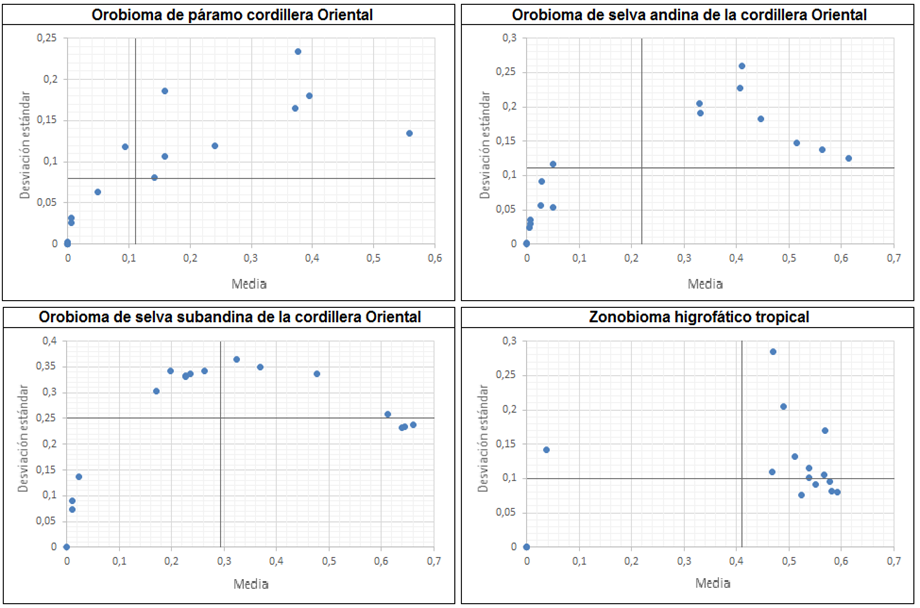 Orobioma de páramo cordillera Oriental
0,25
0,2
0,15
0,1
0,05
0
Desviación estándar
0 0,1 0,2 0,3 0,4 0,5 0,6
Media
Orobioma de selva andina de la cordillera Oriental
0,3
0,25
0,2
0,15
0,1
0,05
0
Desviación estándar
0 0,1 0,2 0,3 0,4 0,5 0,6 0,7
Media
Orobioma de selva subandina de la cordillera Oriental
0,4
0,35
0,3
0,25
0,2
0,15
0,1
0,05
0
Desviación estándar
0 0,1 0,2 0,3 0,4 0,5 0,6 0,7
Media
Zonobioma higrofático tropical
0,3
0,25
0,2
0,15
0,1
0,05
0
Desviación estándar
0 0,1 0,2 0,3 0,4 0,5 0,6 0,7
Media